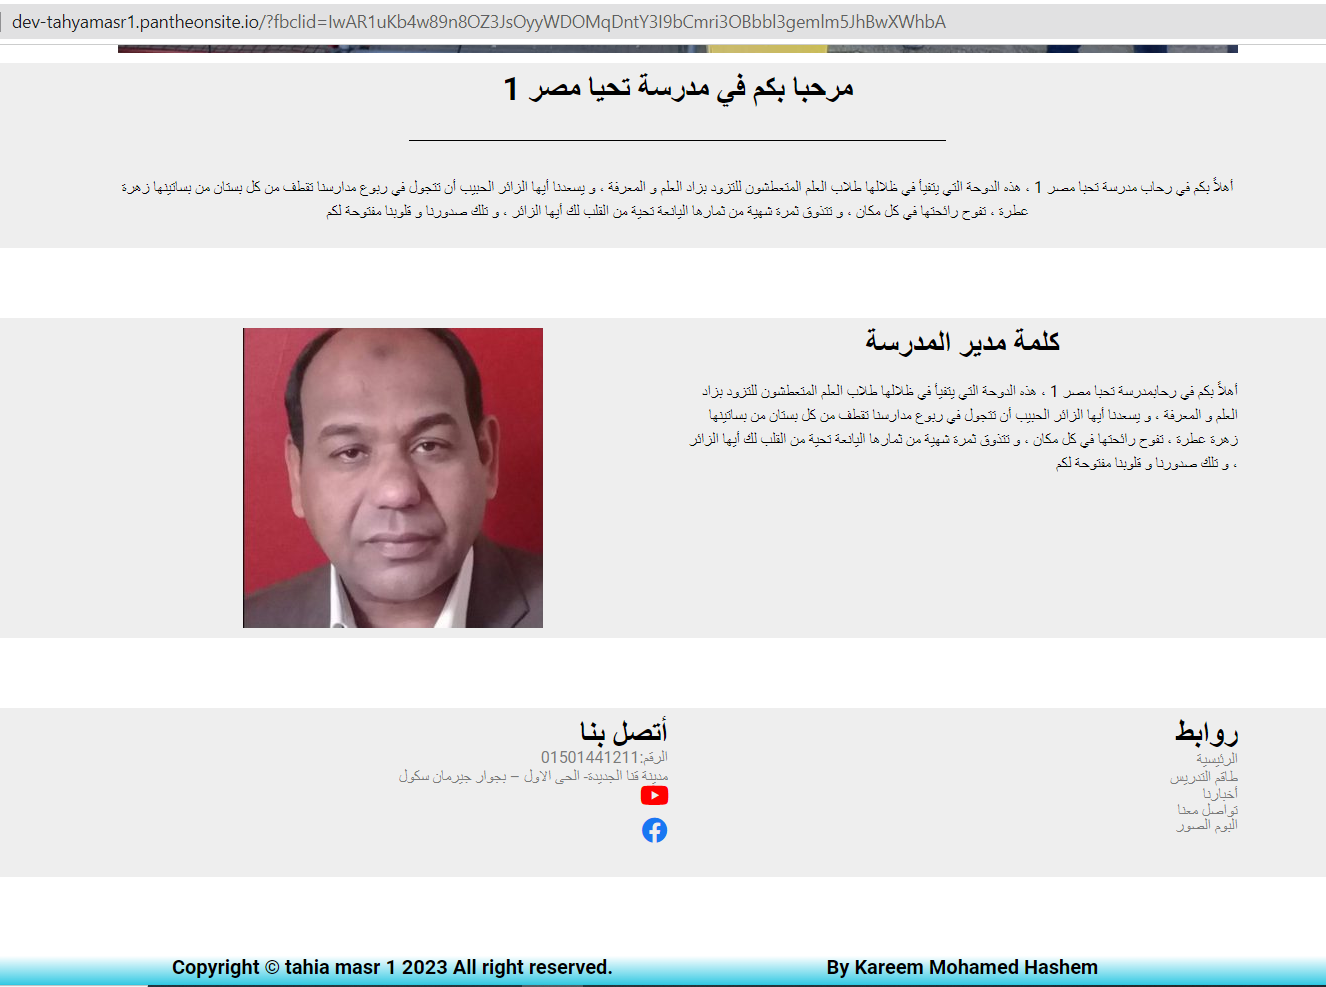 dev-tahyamasr1.pantheonsite.io/?fbclid=IwAR1uKb4w89n8OZ3JsOyyWDOMqDntY3I9bCmri3OBbbl3gemlm5JhBwXWhbA
مرحبا بكم في مدرسة تحيا مصر 1
أهلاً بكم في رحاب مدرسة تحبا مصر 1 ، هذه الدوحة التي يتفيأ في ظلالها طلاب العلم المتعطشون للتزود بزاد العلم و المعرفة ، و يسعدنا أيها الزائر الحبيب أن تتجول في ربوع مدارسنا تقطف من كل بستان من بساتينها زهرة
عطرة ، تفوح رائحتها في كل مكان ، و تتذوق ثمرة شهية من ثمارها اليانعة تحية من القلب لك أيها الزائر ، و تلك صدورنا و قلوبنا مفتوحة لكم
كلمة مدير المدرسة
أهلاً بكم في رحابمدرسة تحبا مصر 1 ، هذه الدوحة التي يتفيأ في ظلالها طلاب العلم المتعطشون للتزود بزاد
العلم و المعرفة ، و يسعدنا أيها الزائر الحبيب أن تتجول في ربوع مدارسنا تقطف من كل بستان من بساتينها
زهرة عطرة ، تفوح رائحتها في كل مكان ، و تتذوق ثمرة شهية من ثمارها اليانعة تحية من القلب لك أيها الزائر
، و تلك صدورنا و قلوبنا مفتوحة لكم
روابط
الرئيسية
طاقم التدريس
أخبارنا
تواصل معنا
البوم الصور
أتصل بنا
الرقم:01501441211
مدينة قنا الجديدة- الحى الاول – بجوار جيرمان سكول
Copyright © tahia masr 1 2023 All right reserved.
By Kareem Mohamed Hashem